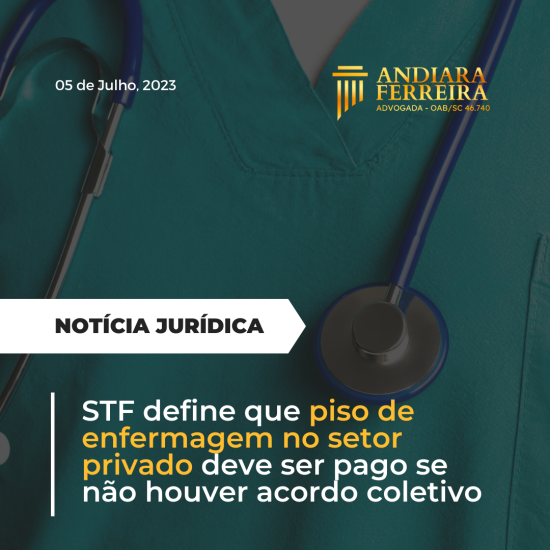 05 de Julho, 2023
ANDIARA
FERREIRA
ADVOGADA - OAB/SC 46.740
NOTÍCIA JURÍDICA
STF define que piso de
enfermagem no setor
privado deve ser pago se
não houver acordo coletivo